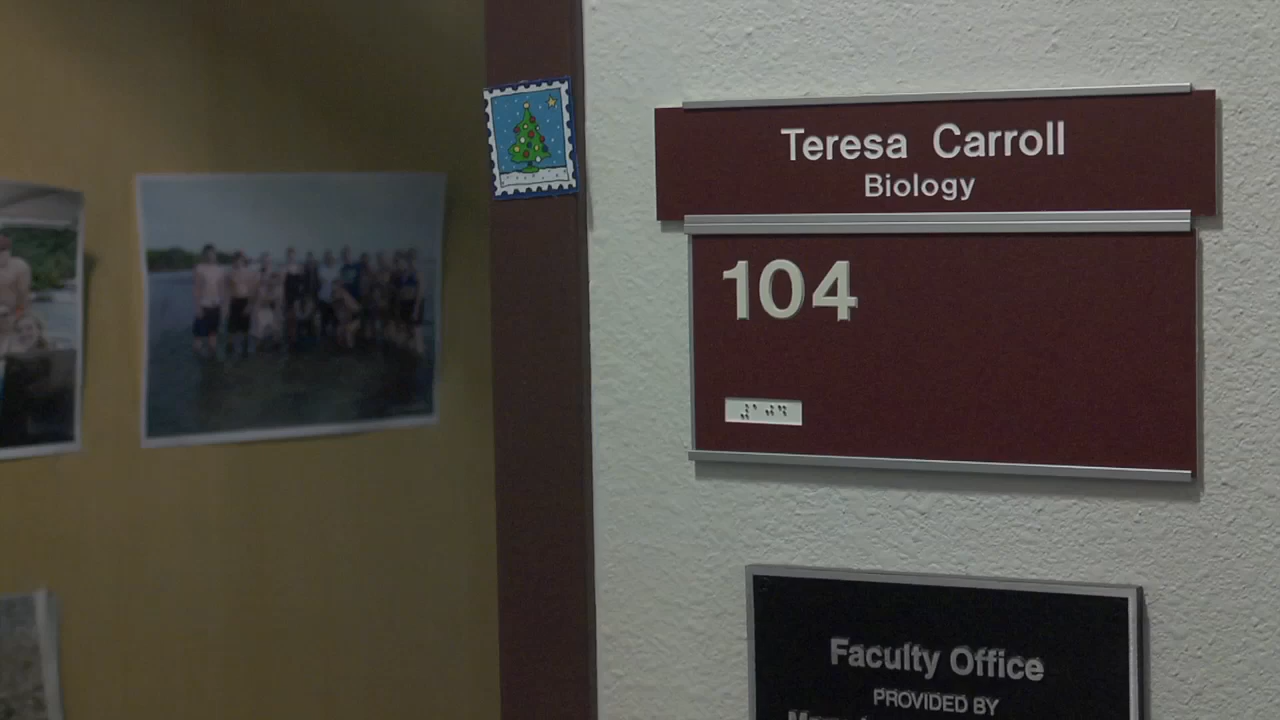 Teresa Carroll
Biology
104
Faculty Office
PROVIDED BY